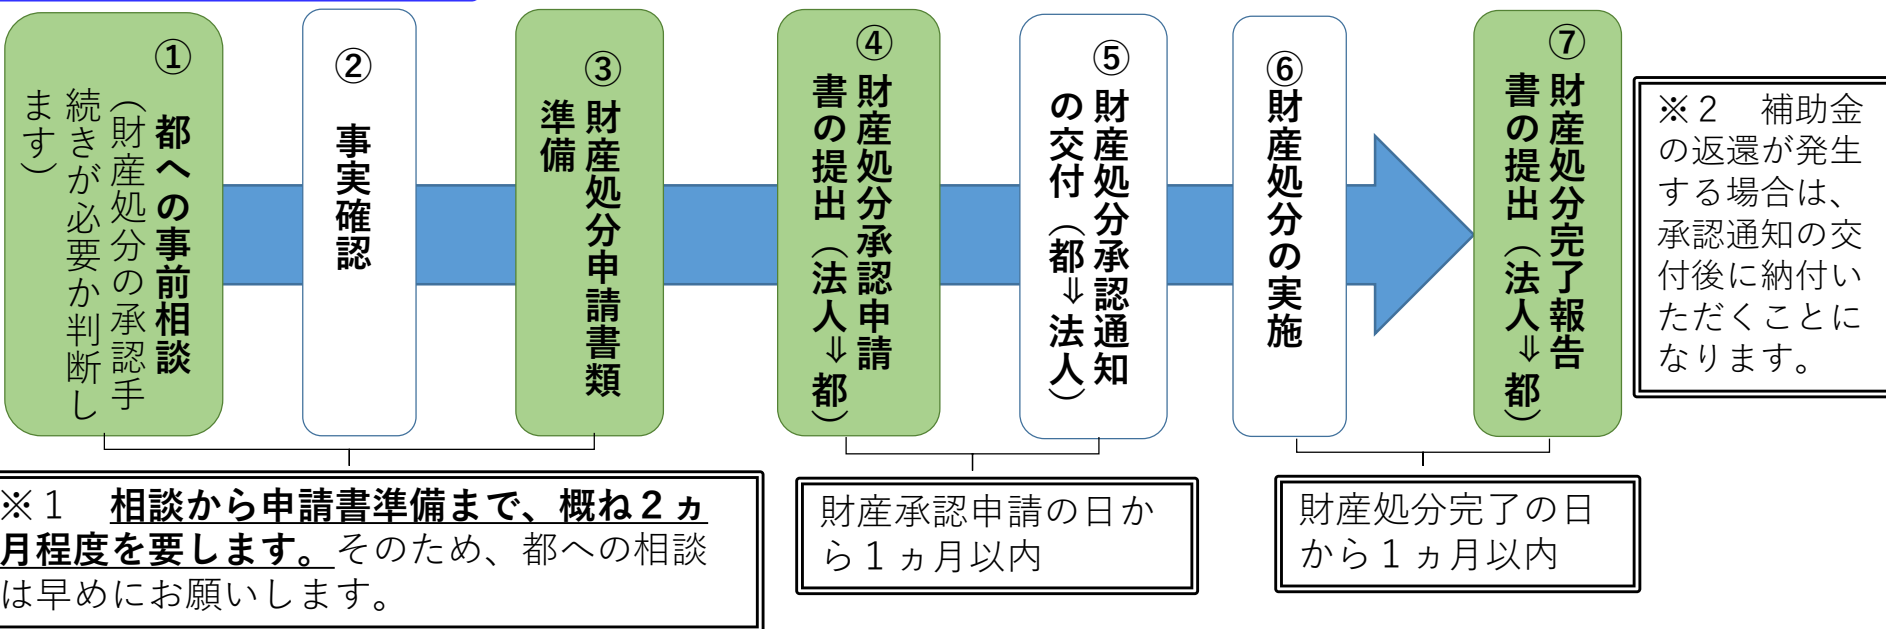 ①
都への事前相談
（財産処分の承認手
続きが必要か判断し
ます）
②
事実確認
③
財産処分申請書類
準備
④
財産処分承認申請
書の提出（法人⇒都）
⑤
財産処分承認通知
の交付（都⇒法人）
⑥
財産処分の実施
⑦
財産処分完了報告
書の提出（法人⇒都）
※２　補助金
の返還が発生
する場合は、
承認通知の交
付後に納付い
ただくことに
なります。
※１　相談から申請書準備まで、概ね２ヵ
月程度を要します。そのため、都への相談
は早めにお願いします。
財産承認申請の日か
ら１ヵ月以内
財産処分完了の日
から１ヵ月以内